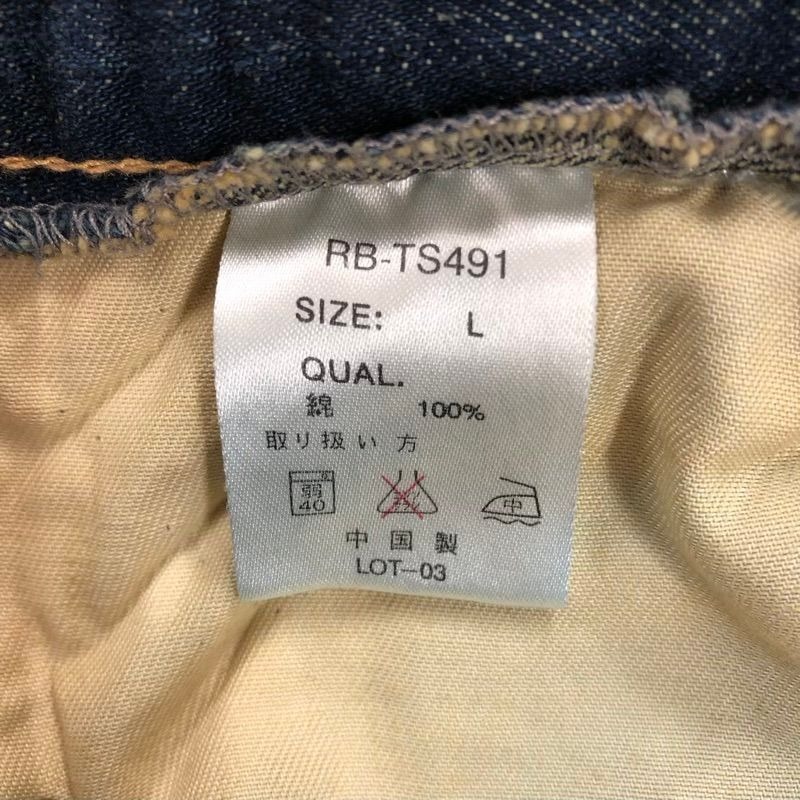 RB-TS491
SIZE: L
QUAL.
綿 100%
取り扱い方
弱 中
40
中国製
LOT-03